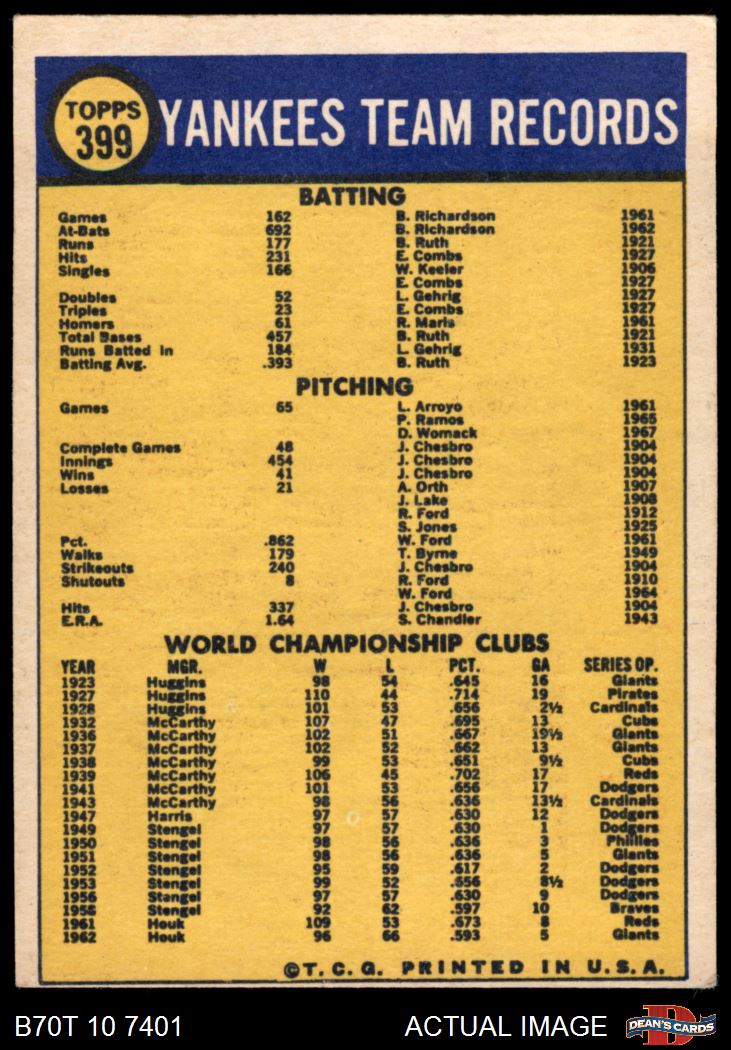 TOPPS
399
YANKEES TEAM RECORDS
BATTING
Games 162 B. Richardson 1961
At-Bats 692 B. Richardson 1962
Runs 177 B. Ruth 1921
Hits 231 E. Combs 1927
Singles 166 W. Keeler 1906
E. Combs 1927
Doubles 52 L. Gehrig 1927
Triples 23 E. Combs 1927
Homers 61 R. Maris 1961
Total Bases 457 B. Ruth 1921
Runs Batted In 184 L. Gehrig 1931
Batting Avg. .393 B. Ruth 1923
PITCHING
Games 65 L. Arroyo 1961
P. Ramos 1965
D. Womack 1967
Complete Games 48 J. Chesbro 1904
Innings 454 J. Chesbro 1904
Wins 41 J. Chesbro 1904
Losses 21 A. Orth 1907
J. Lake 1908
R. Ford 1912
S. Jones 1925
Pct. .862 W. Ford 1961
Walks 179 T. Byrne 1949
Strikeouts 240 J. Chesbro 1904
Shutouts 8 R. Ford 1910
W. Ford 1964
Hits 337 J. Chesbro 1904
E.R.A. 1.64 S. Chandler 1943
WORLD CHAMPIONSHIP CLUBS
YEAR MGR. W L PCT. GA SERIES OP.
1923 Huggins 98 54 .645 16 Giants
1927 Huggins 110 44 .714 19 Pirates
1928 Huggins 101 53 .656 2½ Cardinals
1932 McCarthy 107 47 .695 13 Cubs
1936 McCarthy 102 51 .667 19½ Giants
1937 McCarthy 102 52 .662 13 Giants
1938 McCarthy 99 53 .651 9½ Cubs
1939 McCarthy 106 45 .702 17 Reds
1941 McCarthy 101 53 .656 17 Dodgers
1943 McCarthy 98 56 .636 13½ Cardinals
1947 Harris 97 57 .630 12 Dodgers
1949 Stengel 97 57 .630 1 Dodgers
1950 Stengel 98 56 .636 3 Phillies
1951 Stengel 98 56 .636 5 Giants
1952 Stengel 95 59 .617 2 Dodgers
1953 Stengel 99 52 .656 8½ Dodgers
1956 Stengel 97 57 .630 9 Dodgers
1958 Stengel 92 62 .597 10 Braves
1961 Houk 109 53 .673 8 Reds
1962 Houk 96 66 .593 5 Giants
©T. C. G. PRINTED IN U.S.A.
B70T 10 7401 ACTUAL IMAGE
D
DEAN'S CARDS